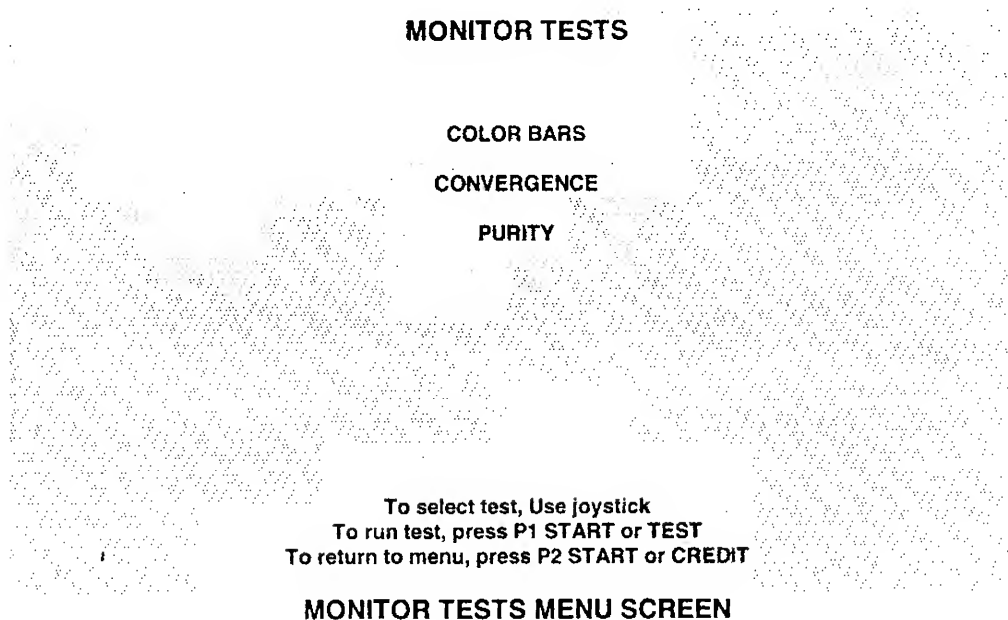 MONITOR TESTS
COLOR BARS
CONVERGENCE
PURITY
To select test, Use joystick
To run test, press P1 START or TEST
To return to menu, press P2 START or CREDIT
MONITOR TESTS MENU SCREEN